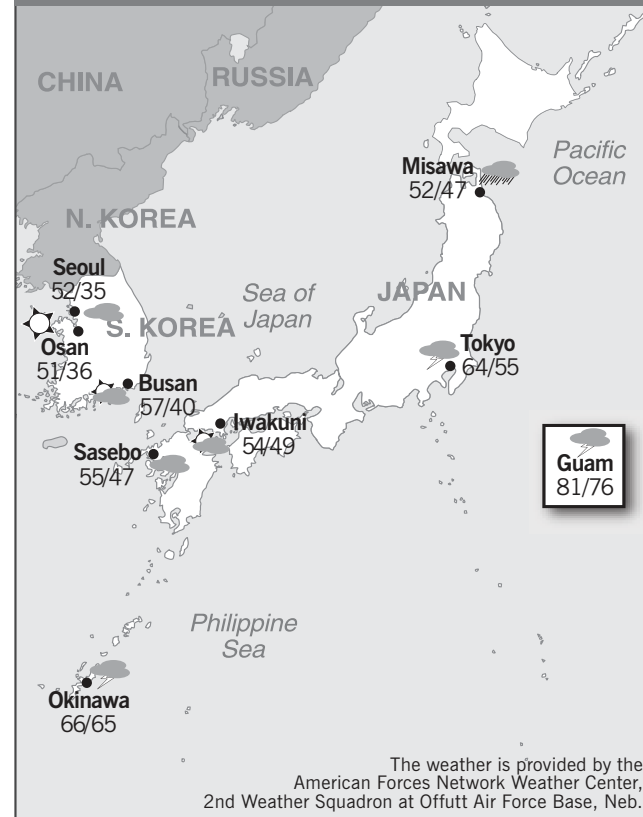 CHINA
RUSSIA
Pacific
Ocean
Misawa
52/47
N. KOREA
Seoul
52/35
Sea of
Japan
JAPAN
S. KOREA
Osan
51/36
Tokyo
64/55
Busan
57/40
Iwakuni
54/49
Sasebo
55/47
Guam
81/76
Philippine
Sea
Okinawa
66/65
The weather is provided by the
American Forces Network Weather Center,
2nd Weather Squadron at Offutt Air Force Base, Neb.